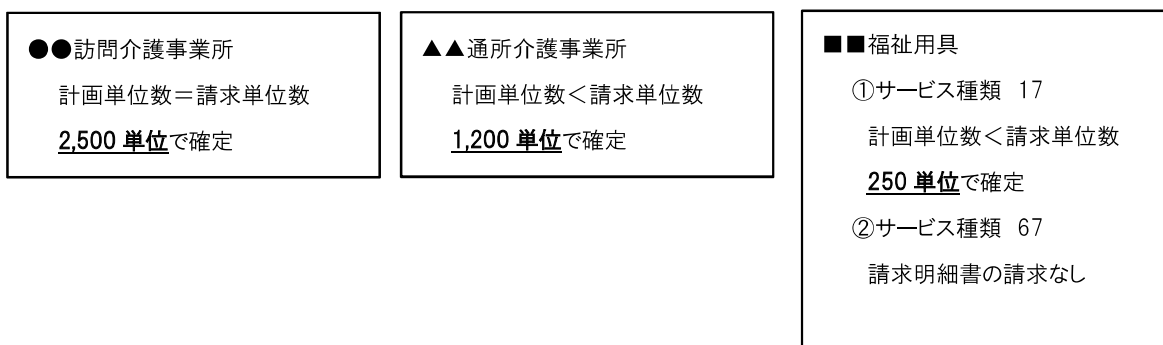 ●●訪問介護事業所
計画単位数＝請求単位数
2,500 単位で確定
▲▲通所介護事業所
計画単位数＜請求単位数
1,200 単位で確定
■■福祉用具
①サービス種類 17
計画単位数＜請求単位数
250 単位で確定
②サービス種類 67
請求明細書の請求なし